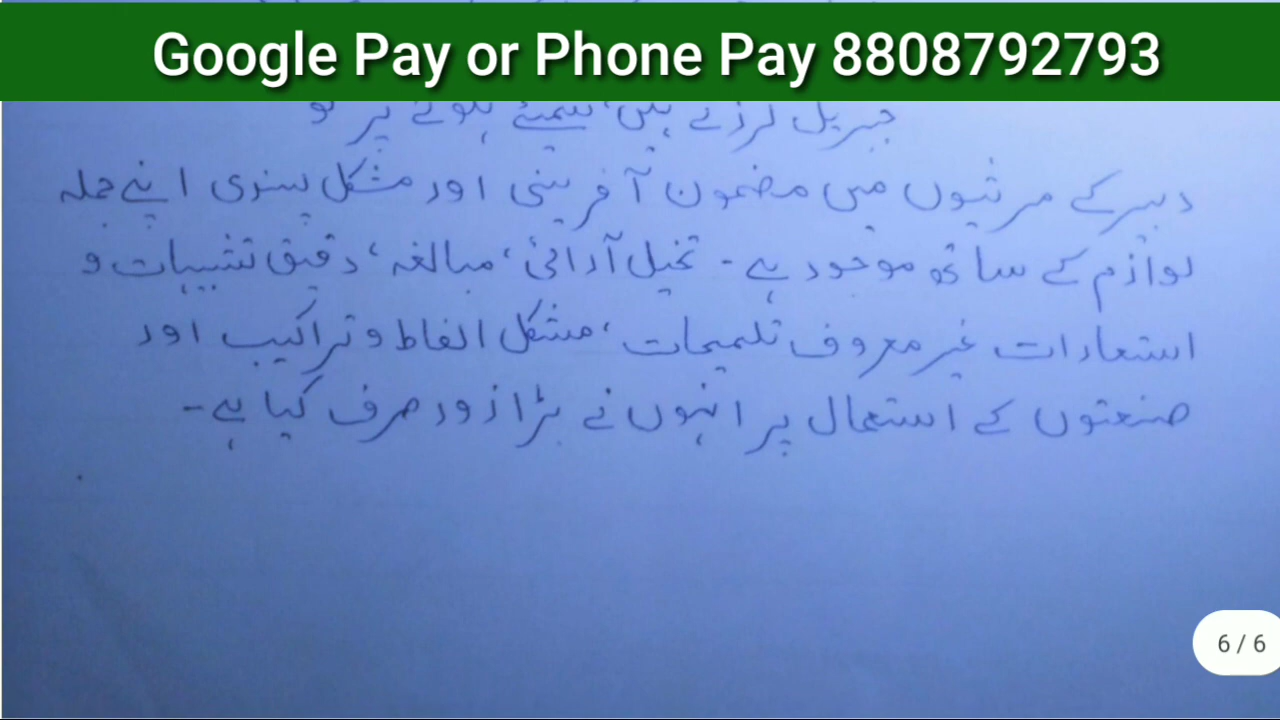 Google Pay or Phone Pay 8808792793
جبریل لرزتے ہیں سمیٹے ہوئے پر کو
دبیر کے مرثیوں میں مضمون آفرینی اور مشکل پسندی اپنے جملہ
لوازم کے ساتھ موجود ہے۔ تخیل آرائی، مبالغہ، دقیق تشبیہات و
استعارات غیر معروف تلمیحات، مشکل الفاظ و تراکیب اور
صنعتوں کے استعمال پر انہوں نے بڑا زور صرف کیا ہے۔
6 / 6